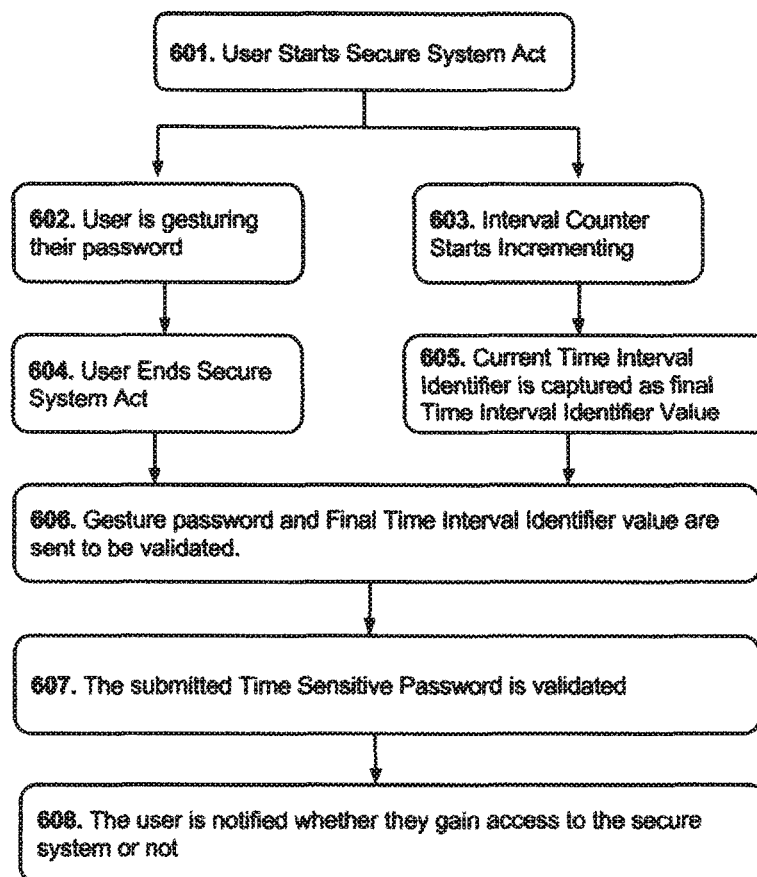 601. User Starts Secure System Act
602. User is gesturing
their password
603. Interval Counter
Starts Incrementing
604. User Ends Secure
System Act
605. Current Time Interval
Identifier is captured as final
Time Interval Identifier Value
606. Gesture password and Final Time Interval Identifier value are
sent to be validated.
607. The submitted Time Sensitive Password is validated
608. The user is notified whether they gain access to the secure
system or not